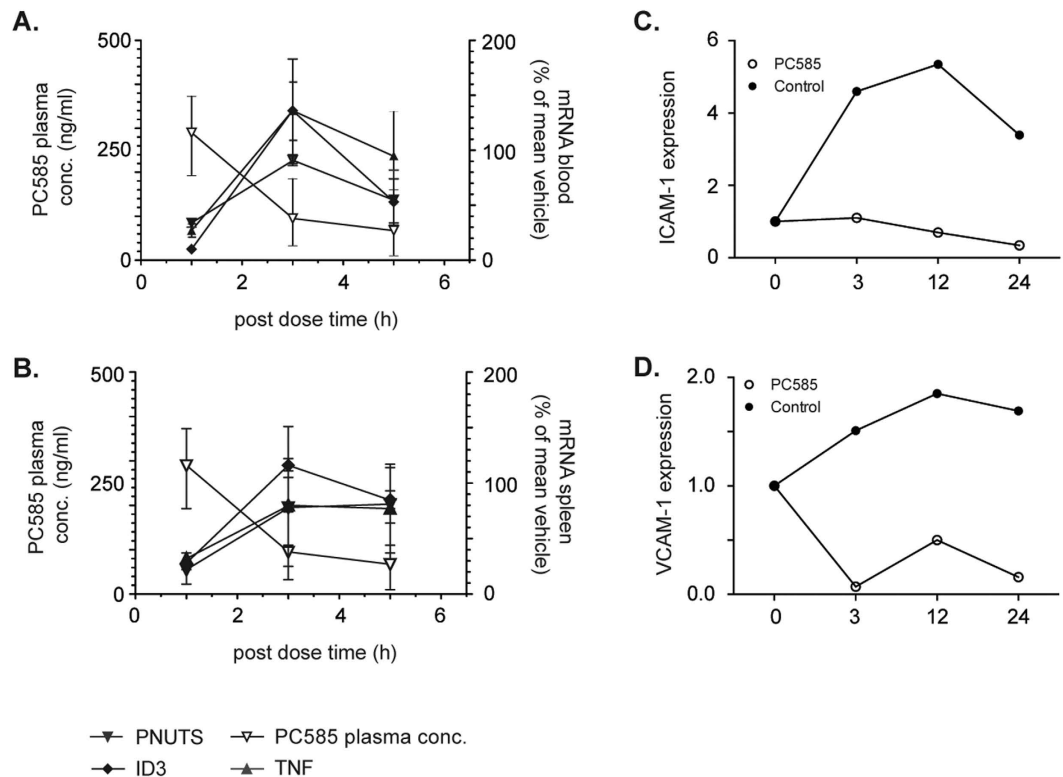 A.
500
250
0
PC585 plasma
conc. (ng/ml)
200
100
0
mRNA blood
(% of mean vehicle)
0 2 4 6
post dose time (h)
B.
500
250
0
PC585 plasma
conc. (ng/ml)
200
100
0
mRNA spleen
(% of mean vehicle)
0 2 4 6
post dose time (h)
PNUTS PC585 plasma conc.
ID3 TNF
C.
6
4
2
0
ICAM-1 expression
PC585
Control
0 3 12 24
D.
2.0
1.0
0.0
VCAM-1 expression
PC585
Control
0 3 12 24